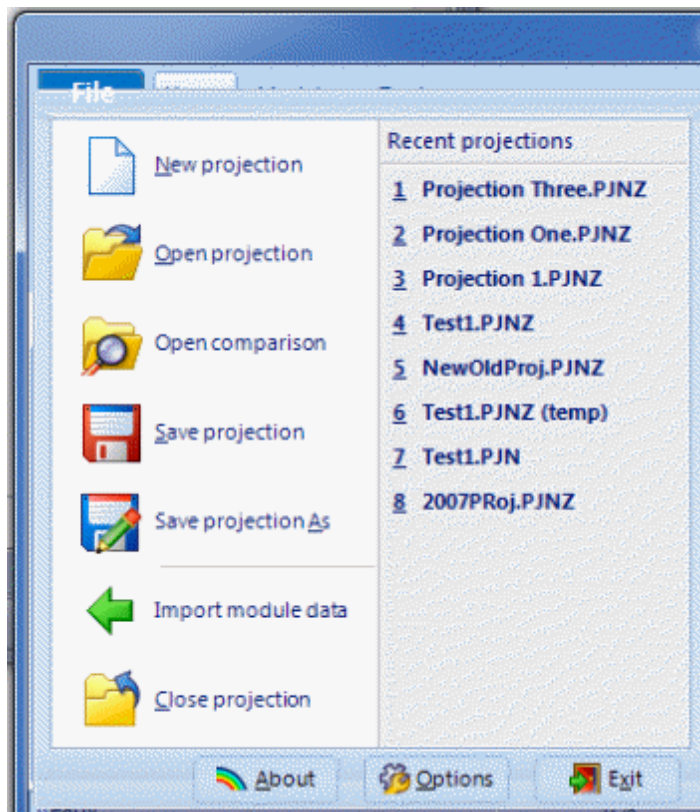 File
New projection
Open projection
Open comparison
Save projection
Save projection As
Import module data
Close projection
Recent projections
1 Projection Three.PJNZ
2 Projection One.PJNZ
3 Projection 1.PJNZ
4 Test1.PJNZ
5 NewOldProj.PJNZ
6 Test1.PJNZ (temp)
7 Test1.PJN
8 2007PRoj.PJNZ
About
Options
Exit